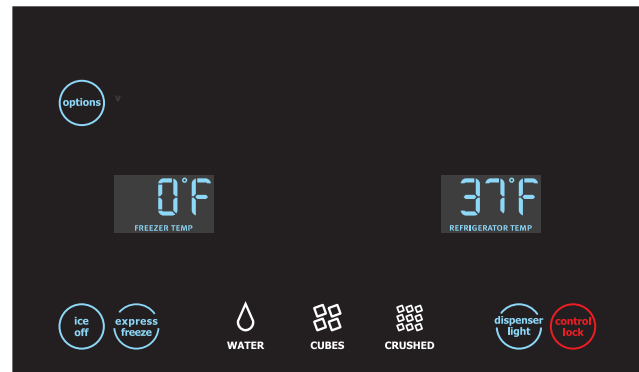 options
0°F
FREEZER TEMP
37°F
REFRIGERATOR TEMP
ice
off
express
freeze
WATER
CUBES
CRUSHED
dispenser
light
control
lock